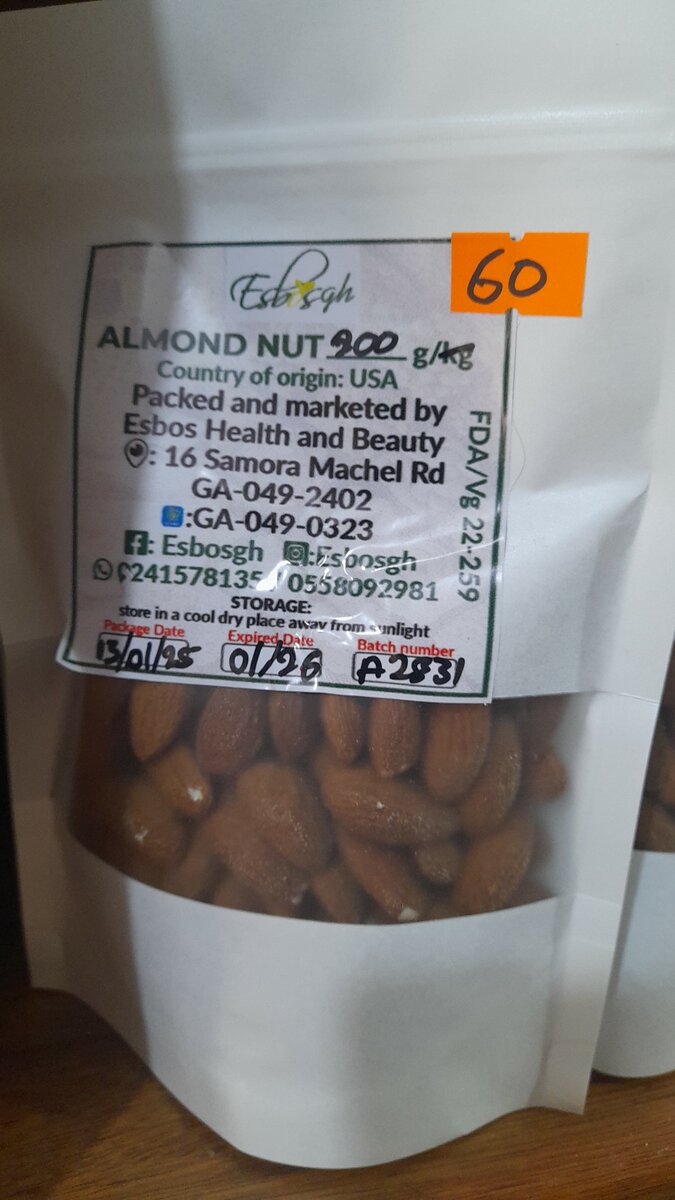 60
Esbosgh
ALMOND NUT 200 g/kg
Country of origin: USA
Packed and marketed by
Esbos Health and Beauty
: 16 Samora Machel Rd
GA-049-2402
:GA-049-0323
: Esbosgh :Esbosgh
0558092981
STORAGE:
store in a cool dry place away from sunlight
Package Date Expired Date Batch number
13/01/25 01/26 A2831
FDA/Vg 22-259